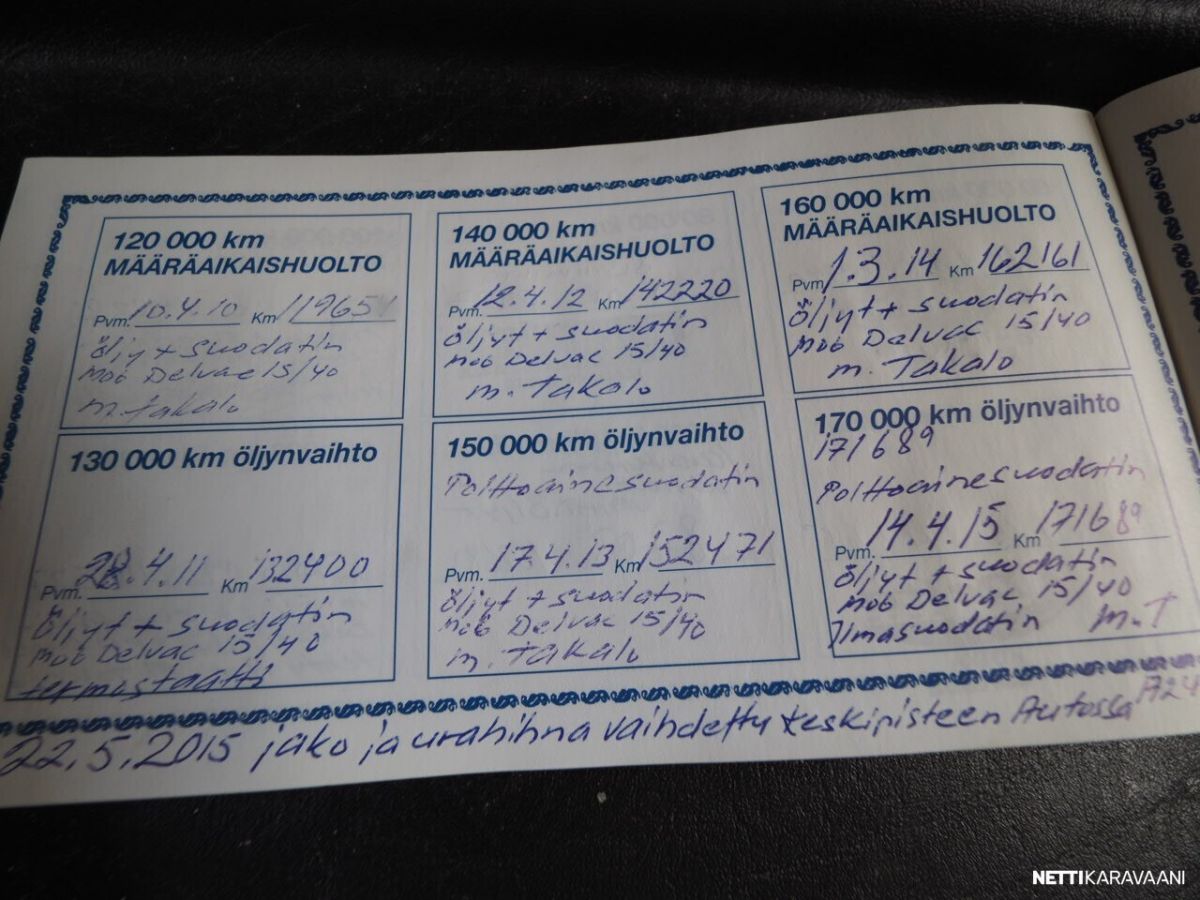 120 000 km
MÄÄRÄAIKAISHUOLTO
Pvm. 10.4.10 Km 119651
öljy + suodatin
Mob Delvac 15/40
m. Takalo
130 000 km öljynvaihto
Pvm. 28.4.11 Km 132400
Öljyt + suodatin
Mob Delvac 15/40
termostaatti
140 000 km
MÄÄRÄAIKAISHUOLTO
Pvm. 12.4.12 Km 142220
öljyt + suodatin
Mob Delvac 15/40
m. Takalo
150 000 km öljynvaihto
Polttoainesuodatin
Pvm. 17.4.13 Km 152471
öljyt + suodatin
Mob Delvac 15/40
m. Takalo
160 000 km
MÄÄRÄAIKAISHUOLTO
Pvm 1.3.14 Km 162161
Öljyt + suodatin
Mob Delvac 15/40
m. Takalo
170 000 km öljynvaihto
171689
Polttoainesuodatin
Pvm. 14.4.15 Km 171689
Öljyt + suodatin
Mob Delvac 15/40
Ilmasuodatin M.T
22.5.2015 jako ja urahihna vaihdettu keskipisteen Autossa A24
NETTIKARAVAANI